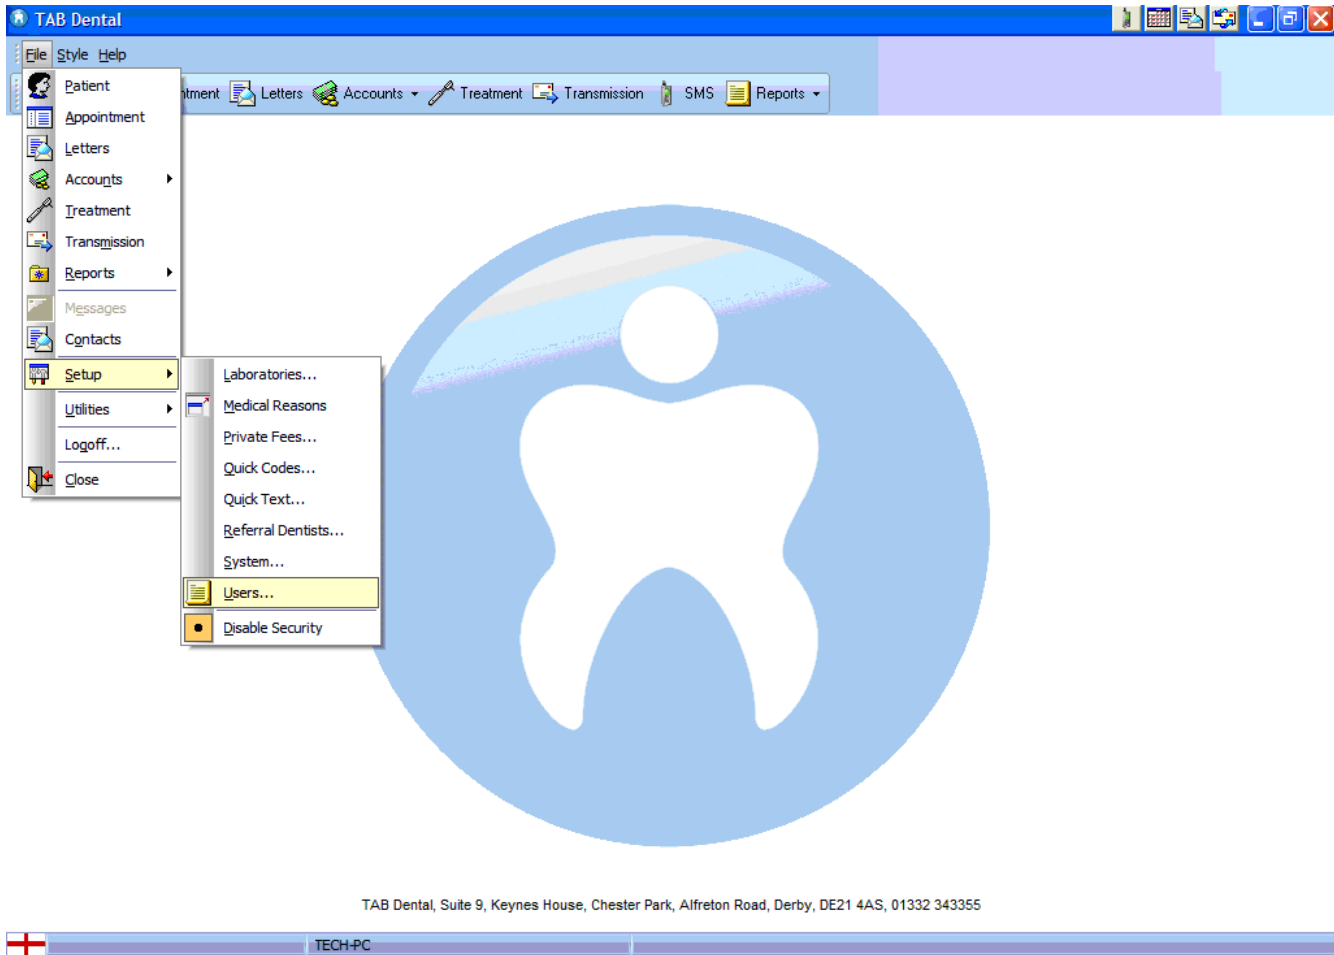 TAB Dental
File Style Help
Patient
Appointment
Letters
Accounts
Treatment
Transmission
Reports
Messages
Contacts
Setup
Utilities
Logoff...
Close
ntment Letters Accounts Treatment Transmission SMS Reports
Laboratories...
Medical Reasons
Private Fees...
Quick Codes...
Quick Text...
Referral Dentists...
System...
Users...
Disable Security
TAB Dental, Suite 9, Keynes House, Chester Park, Alfreton Road, Derby, DE21 4AS, 01332 343355
TECH-PC